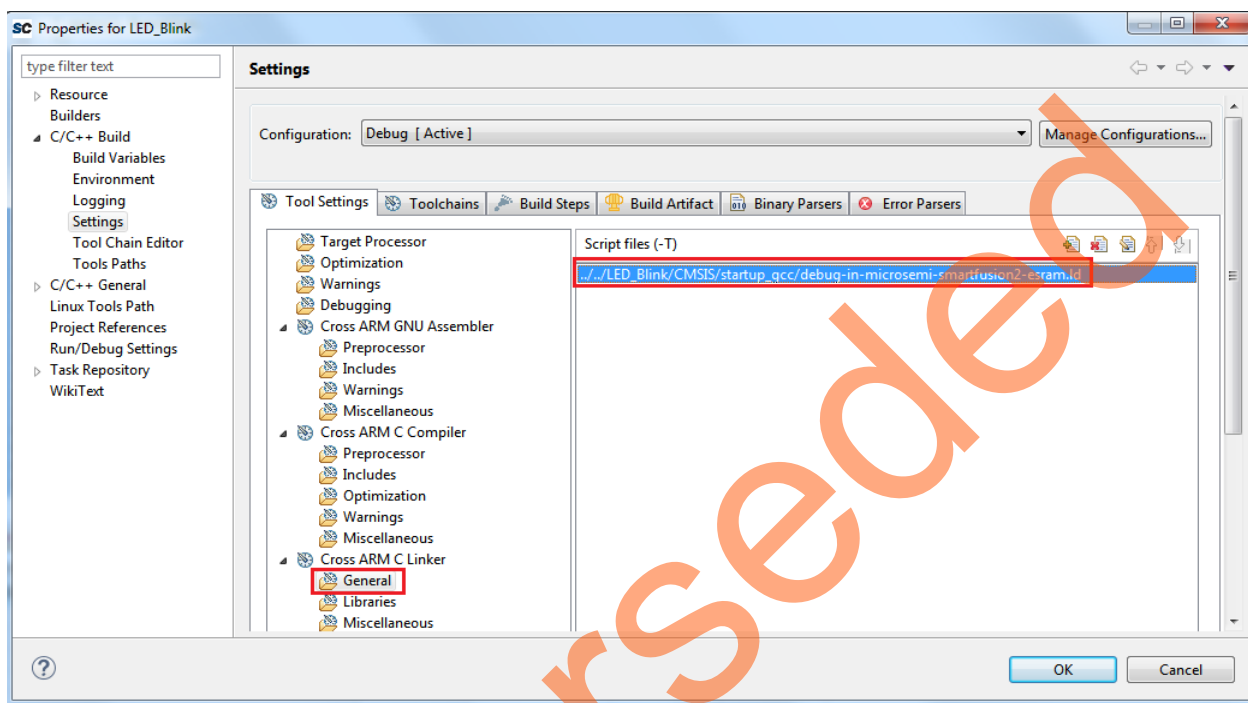 SC Properties for LED_Blink
type filter text
Resource
Builders
C/C++ Build
Build Variables
Environment
Logging
Settings
Tool Chain Editor
Tools Paths
C/C++ General
Linux Tools Path
Project References
Run/Debug Settings
Task Repository
WikiText
Settings
Configuration: Debug [ Active ] Manage Configurations...
Tool Settings Toolchains Build Steps Build Artifact Binary Parsers Error Parsers
Target Processor
Optimization
Warnings
Debugging
Cross ARM GNU Assembler
Preprocessor
Includes
Warnings
Miscellaneous
Cross ARM C Compiler
Preprocessor
Includes
Optimization
Warnings
Miscellaneous
Cross ARM C Linker
General
Libraries
Miscellaneous
Script files (-T)
../../LED_Blink/CMSIS/startup_gcc/debug-in-microsemi-smartfusion2-esram.ld
OK Cancel
rseded